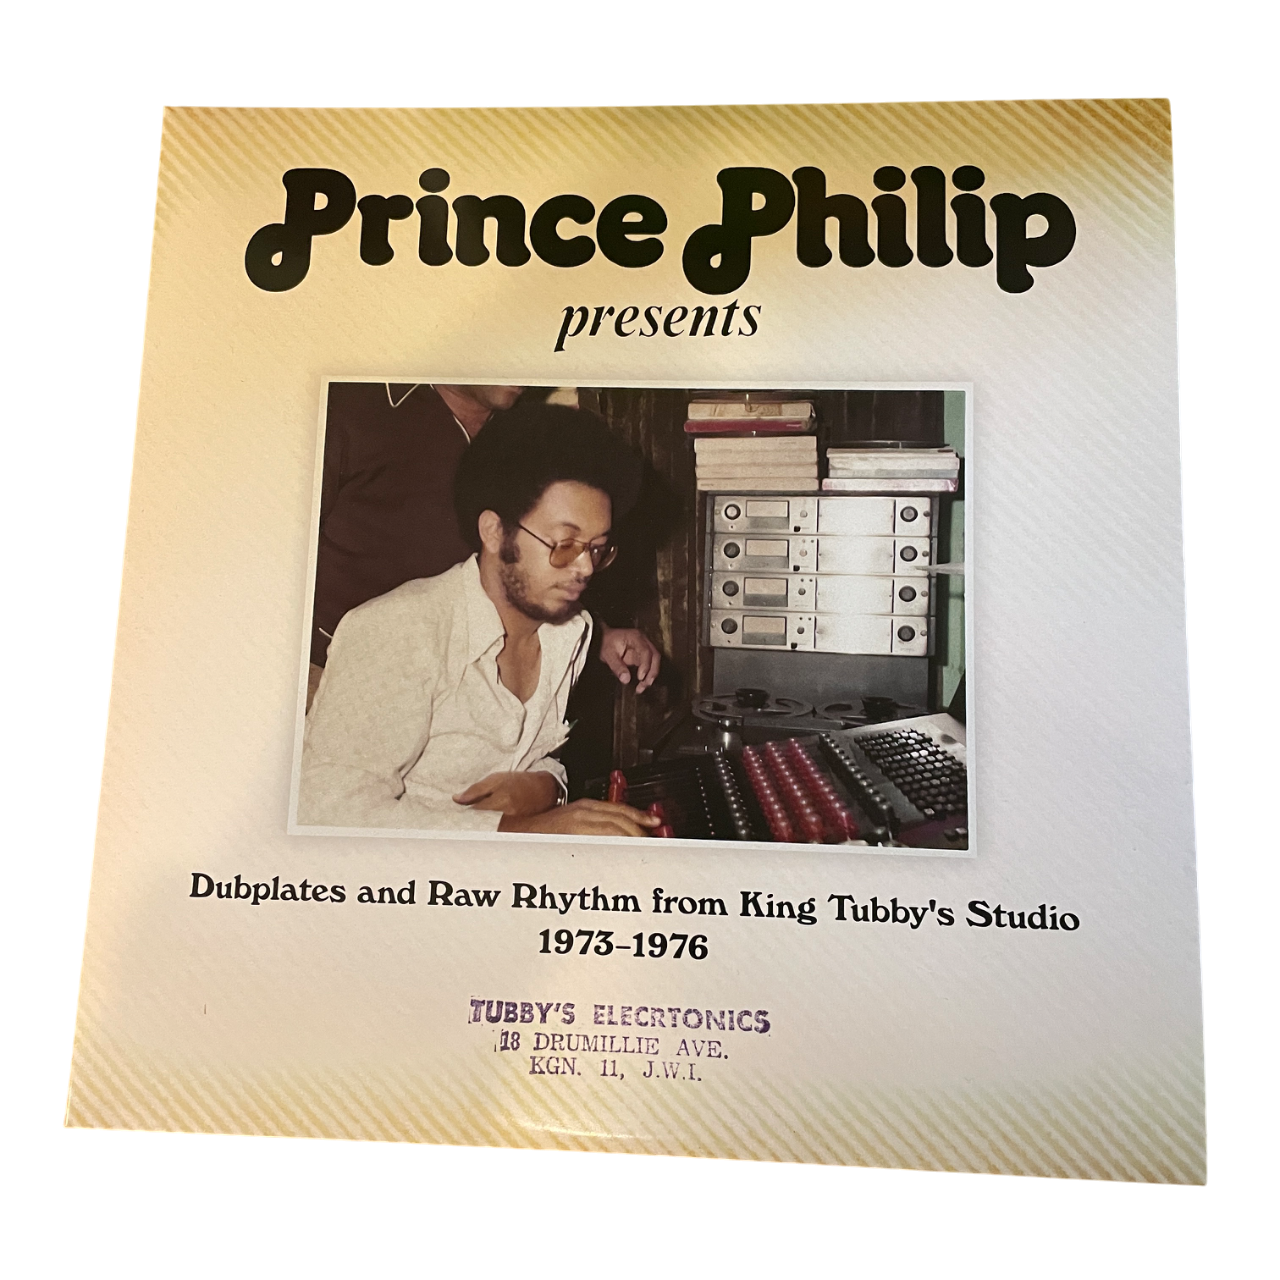 Prince Philip
presents
Dubplates and Raw Rhythm from King Tubby's Studio
1973–1976
TUBBY'S ELECRTONICS
18 DRUMILLIE AVE.
KGN. 11, J.W.I.